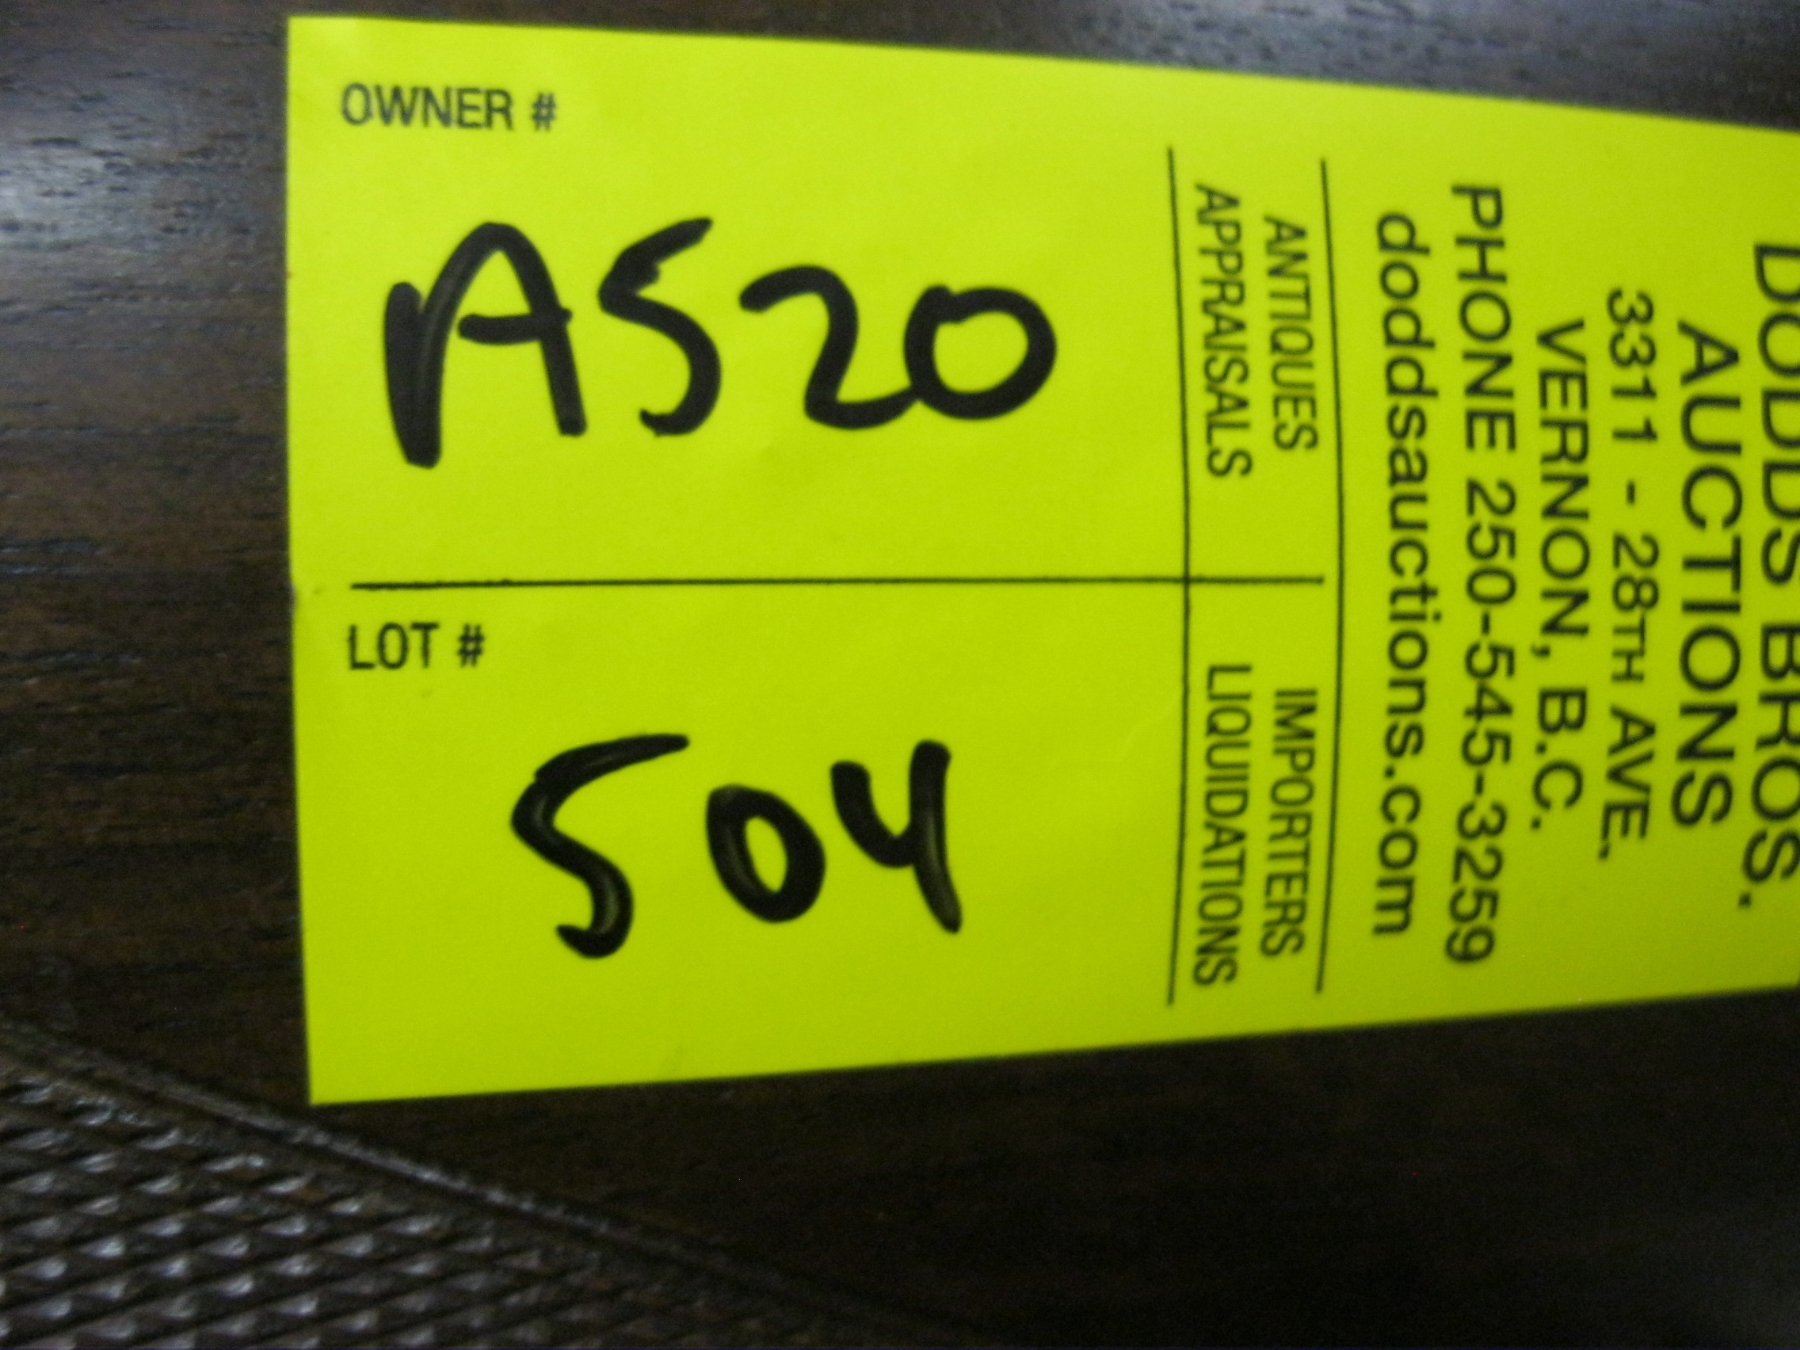 OWNER #
A520
LOT #
504
DODDS BROS.
AUCTIONS
3311 - 28TH AVE.
VERNON, B.C.
PHONE 250-545-3259
doddsauctions.com
ANTIQUES
APPRAISALS
IMPORTERS
LIQUIDATIONS